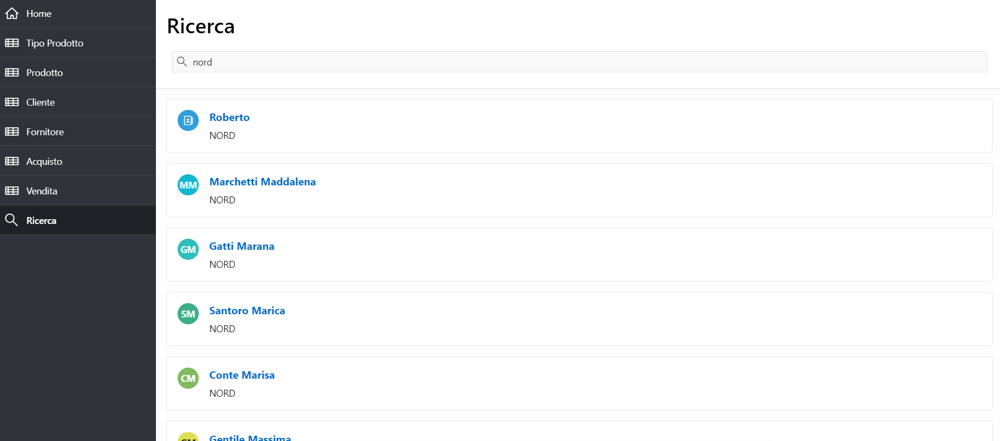 Home
Tipo Prodotto
Prodotto
Cliente
Fornitore
Acquisto
Vendita
Ricerca
Ricerca
nord
Roberto
NORD
MM
Marchetti Maddalena
NORD
GM
Gatti Marana
NORD
SM
Santoro Marica
NORD
CM
Conte Marisa
NORD
GM
Gentile Massima